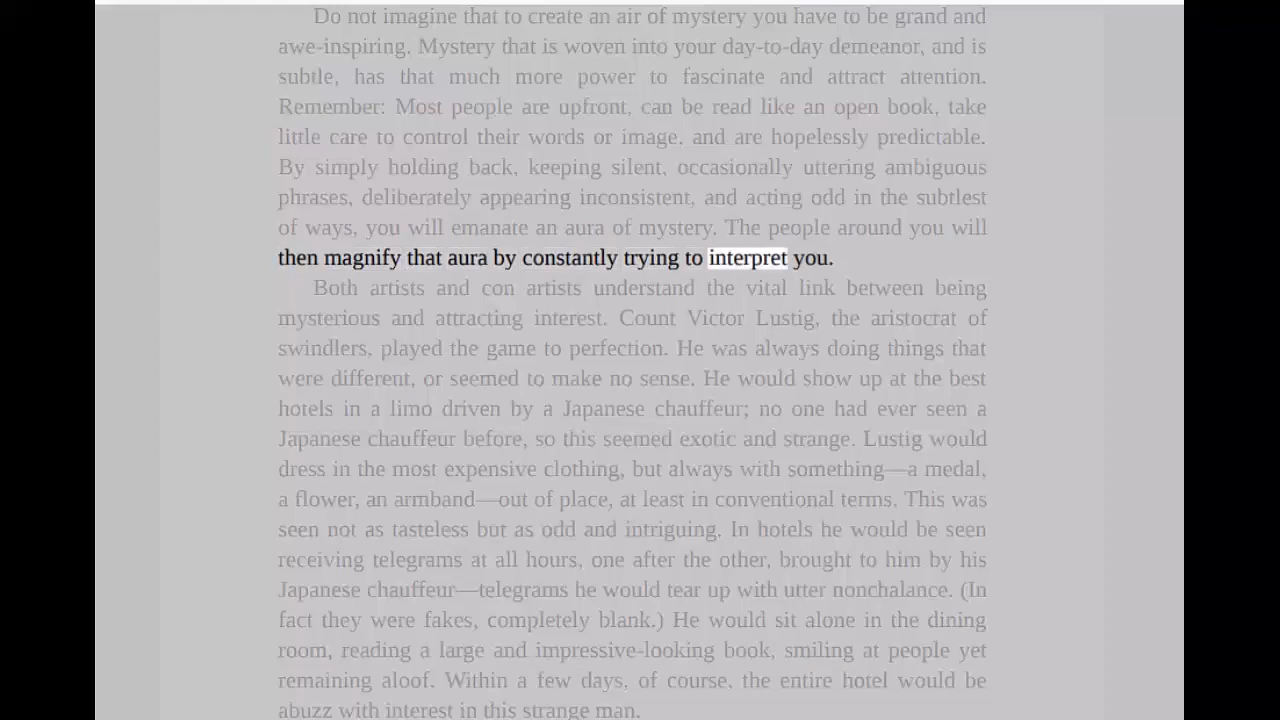 Do not imagine that to create an air of mystery you have to be grand and
awe-inspiring. Mystery that is woven into your day-to-day demeanor, and is
subtle, has that much more power to fascinate and attract attention.
Remember: Most people are upfront, can be read like an open book, take
little care to control their words or image, and are hopelessly predictable.
By simply holding back, keeping silent, occasionally uttering ambiguous
phrases, deliberately appearing inconsistent, and acting odd in the subtlest
of ways, you will emanate an aura of mystery. The people around you will
then magnify that aura by constantly trying to interpret you.
Both artists and con artists understand the vital link between being
mysterious and attracting interest. Count Victor Lustig, the aristocrat of
swindlers, played the game to perfection. He was always doing things that
were different, or seemed to make no sense. He would show up at the best
hotels in a limo driven by a Japanese chauffeur; no one had ever seen a
Japanese chauffeur before, so this seemed exotic and strange. Lustig would
dress in the most expensive clothing, but always with something—a medal,
a flower, an armband—out of place, at least in conventional terms. This was
seen not as tasteless but as odd and intriguing. In hotels he would be seen
receiving telegrams at all hours, one after the other, brought to him by his
Japanese chauffeur—telegrams he would tear up with utter nonchalance. (In
fact they were fakes, completely blank.) He would sit alone in the dining
room, reading a large and impressive-looking book, smiling at people yet
remaining aloof. Within a few days, of course, the entire hotel would be
abuzz with interest in this strange man.